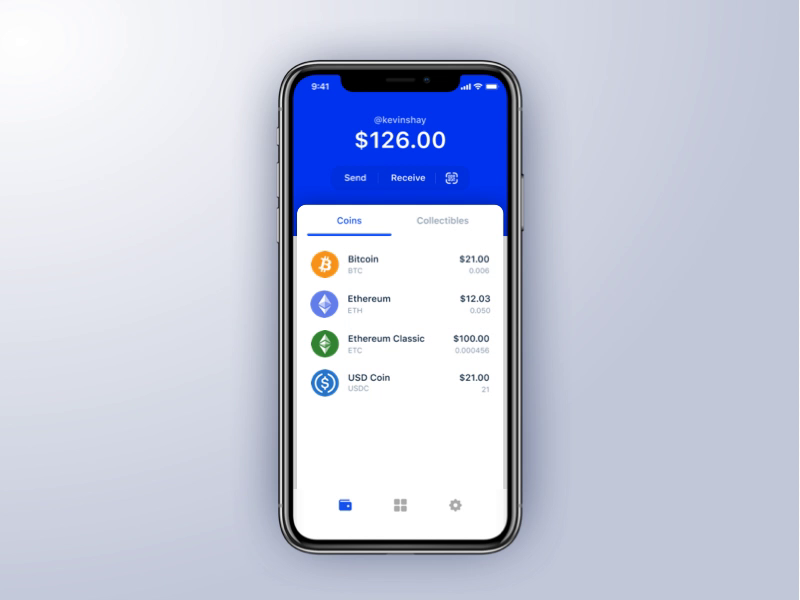 9:41
@kevinshay
$126.00
Send Receive
Coins Collectibles
Bitcoin $21.00
BTC 0.006
Ethereum $12.03
ETH 0.050
Ethereum Classic $100.00
ETC 0.000456
USD Coin $21.00
USDC 21